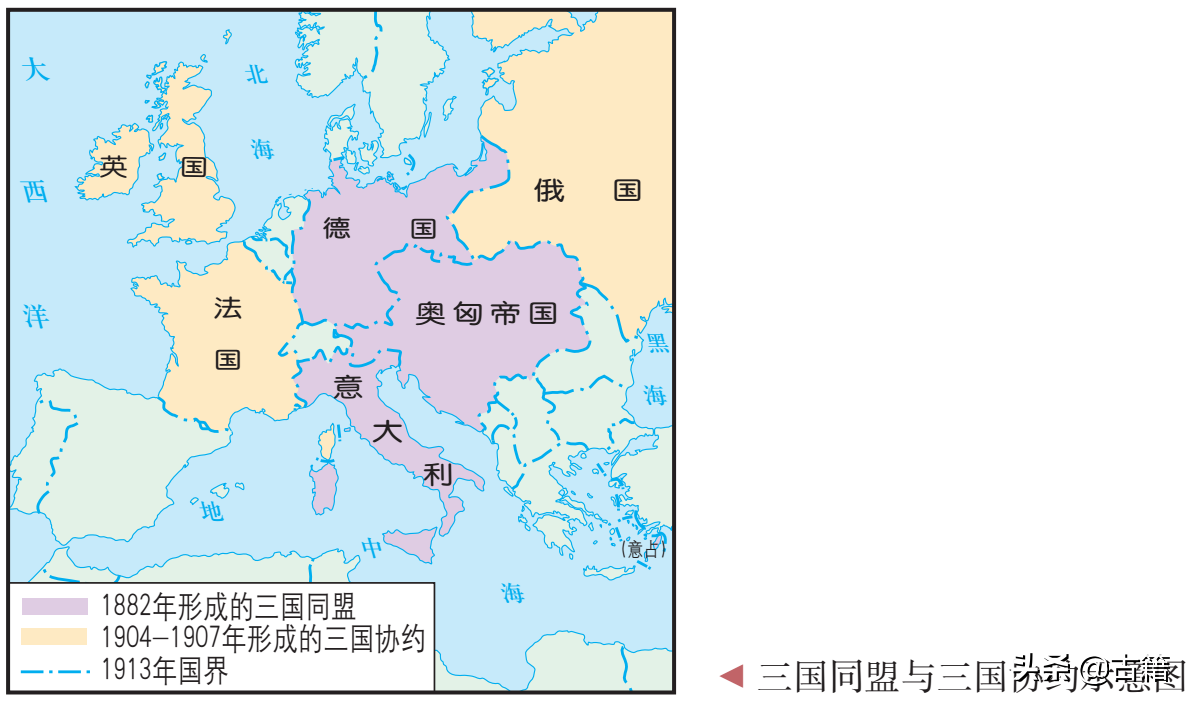 大西洋
北海
英国
俄国
德国
法国
奥匈帝国
黑海
意大利
地中海
(意占)
1882年形成的三国同盟
1904—1907年形成的三国协约
1913年国界
三国同盟与三国协约示意图
头条@古籍